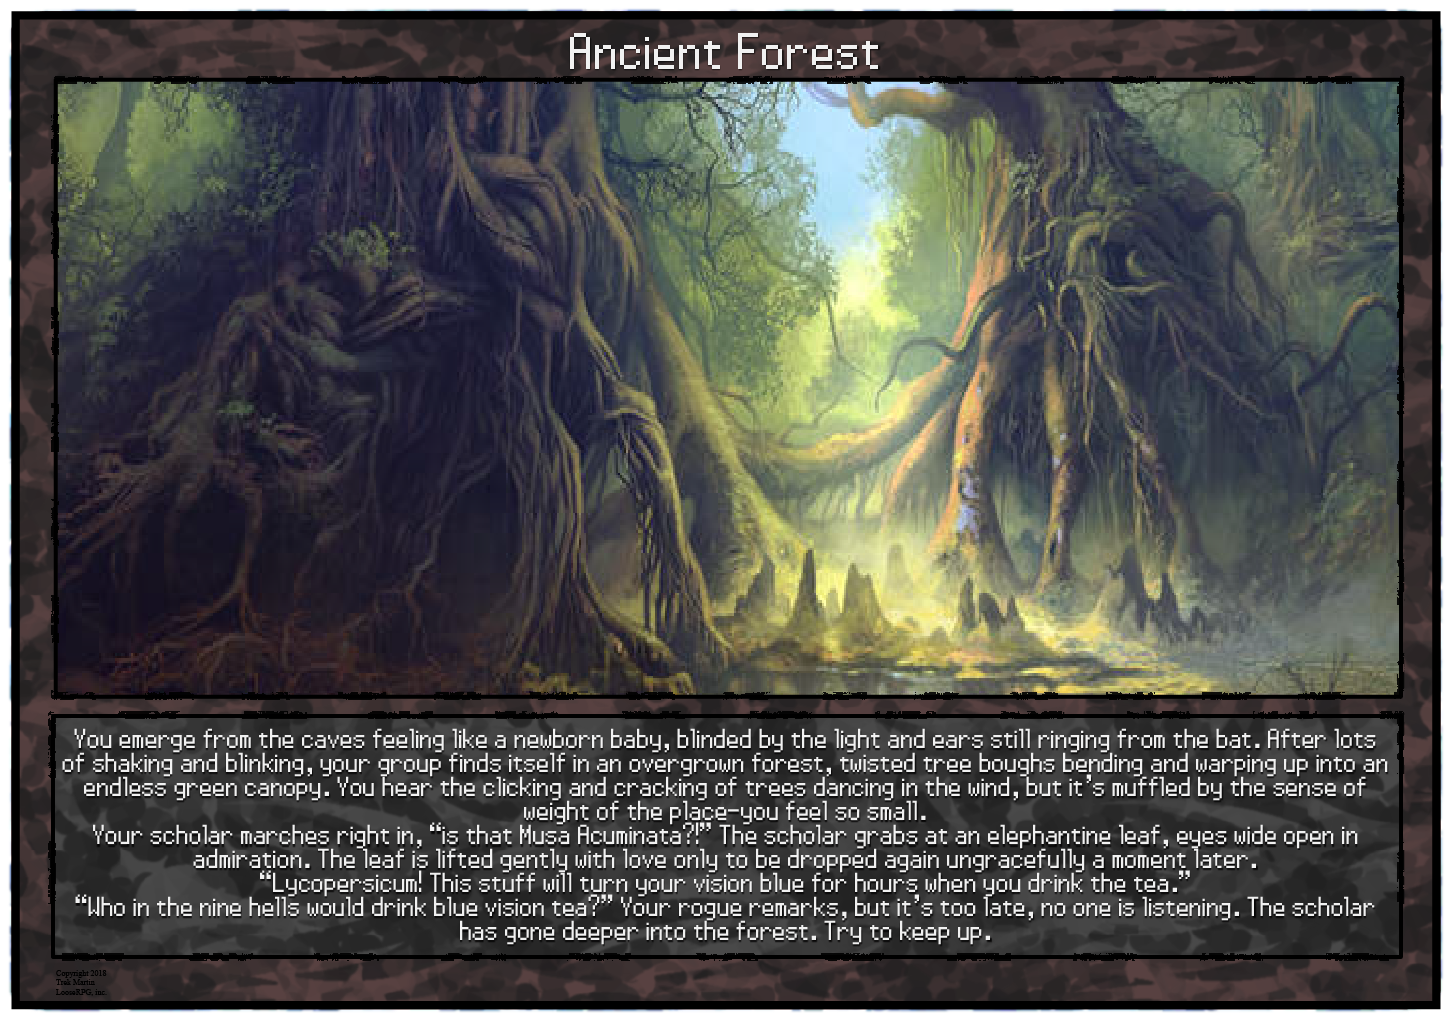 Ancient Forest
You emerge from the caves feeling like a newborn baby, blinded by the light and ears still ringing from the bat. After lots
of shaking and blinking, your group finds itself in an overgrown forest, twisted tree boughs bending and warping up into an
endless green canopy. You hear the clicking and cracking of trees dancing in the wind, but it's muffled by the sense of
weight of the place-you feel so small.
Your scholar marches right in, “is that Musa Acuminata?!” The scholar grabs at an elephantine leaf, eyes wide open in
admiration. The leaf is lifted gently with love only to be dropped again ungracefully a moment later.
“Lycopersicum! This stuff will turn your vision blue for hours when you drink the tea.”
“Who in the nine hells would drink blue vision tea?” Your rogue remarks, but it's too late, no one is listening. The scholar
has gone deeper into the forest. Try to keep up.
Copyright 2018
Trek Martin
LooseRPG, inc.